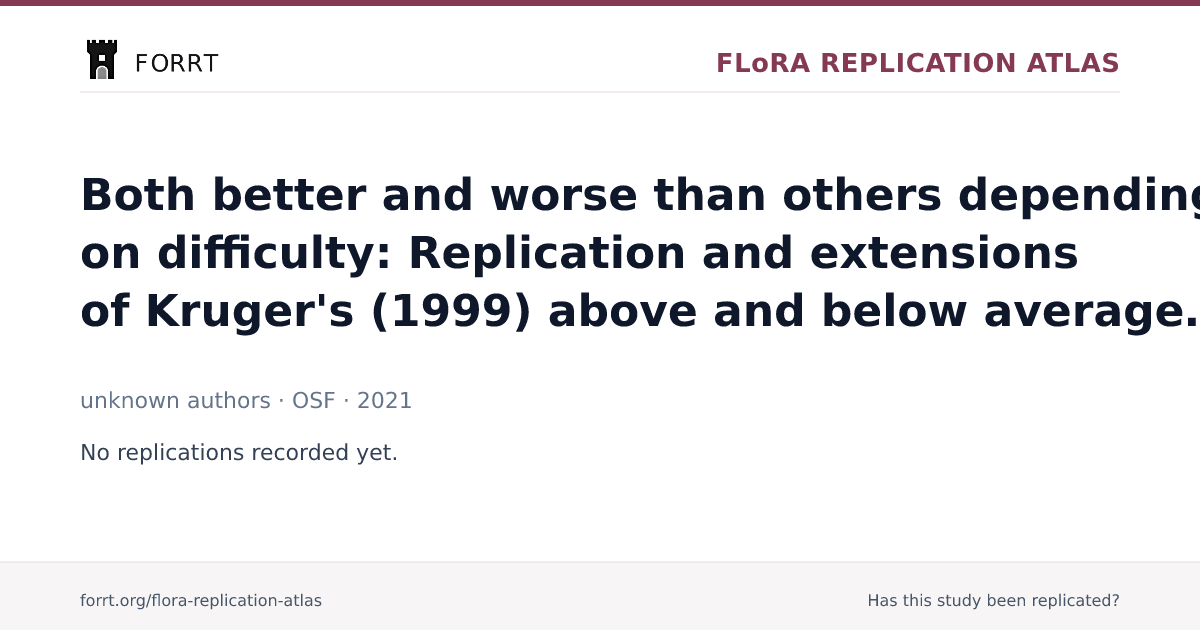 FORRT
FLoRA REPLICATION ATLAS
Both better and worse than others depending
on difficulty: Replication and extensions
of Kruger's (1999) above and below average.
unknown authors · OSF · 2021
No replications recorded yet.
forrt.org/flora-replication-atlas
Has this study been replicated?